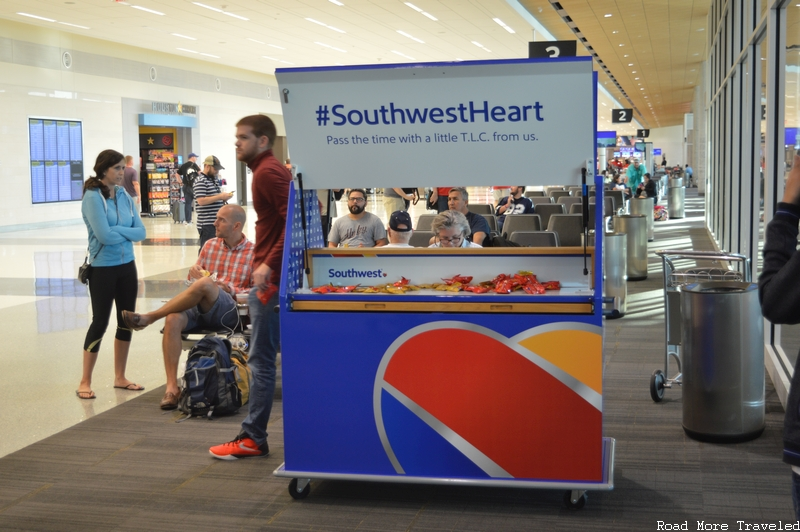 3
#SouthwestHeart
Pass the time with a little T.L.C. from us.
2
Southwest
Road More Traveled